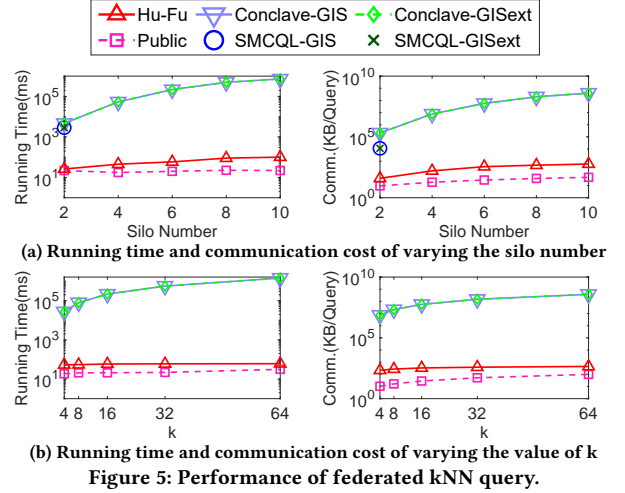 Hu-Fu Conclave-GIS Conclave-GISext
Public SMCQL-GIS SMCQL-GISext
Running Time(ms)
10^5
10^3
10^1
2 4 6 8 10
Silo Number
Comm.(KB/Query)
10^10
10^5
10^0
2 4 6 8 10
Silo Number
(a) Running time and communication cost of varying the silo number
Running Time(ms)
10^5
10^3
10^1
4 8 16 32 64
k
Comm.(KB/Query)
10^10
10^5
10^0
4 8 16 32 64
k
(b) Running time and communication cost of varying the value of k
Figure 5: Performance of federated kNN query.